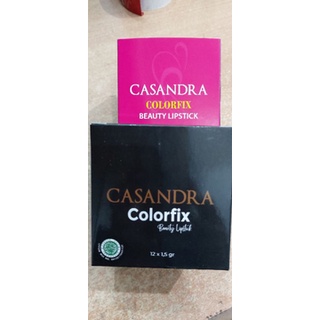 CASANDRA
COLORFIX
BEAUTY LIPSTICK
CASANDRA
Colorfix
Beauty Lipstick
12 x 1,5 gr